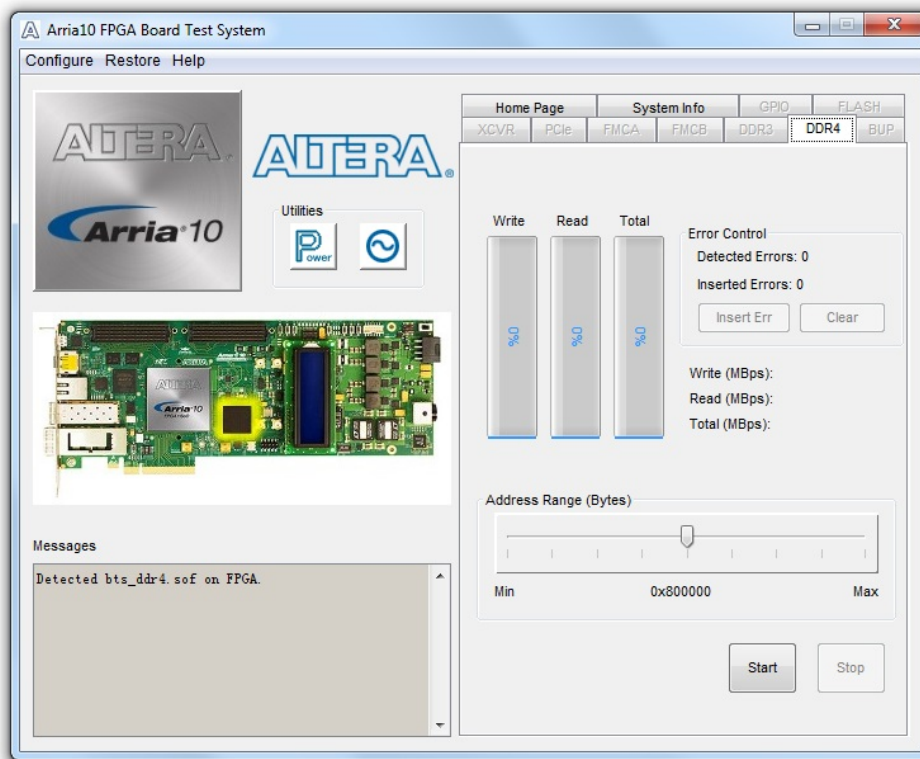 Arria10 FPGA Board Test System
Configure Restore Help
ALTERA
Arria 10
ALTERA
Utilities
Power
Home Page System Info GPIO FLASH
XCVR PCIe FMCA FMCB DDR3 DDR4 BUP
Write Read Total
0% 0% 0%
Error Control
Detected Errors: 0
Inserted Errors: 0
Insert Err Clear
Write (MBps):
Read (MBps):
Total (MBps):
ALTERA
Arria 10
Address Range (Bytes)
Min 0x800000 Max
Messages
Detected bts_ddr4.sof on FPGA.
Start Stop